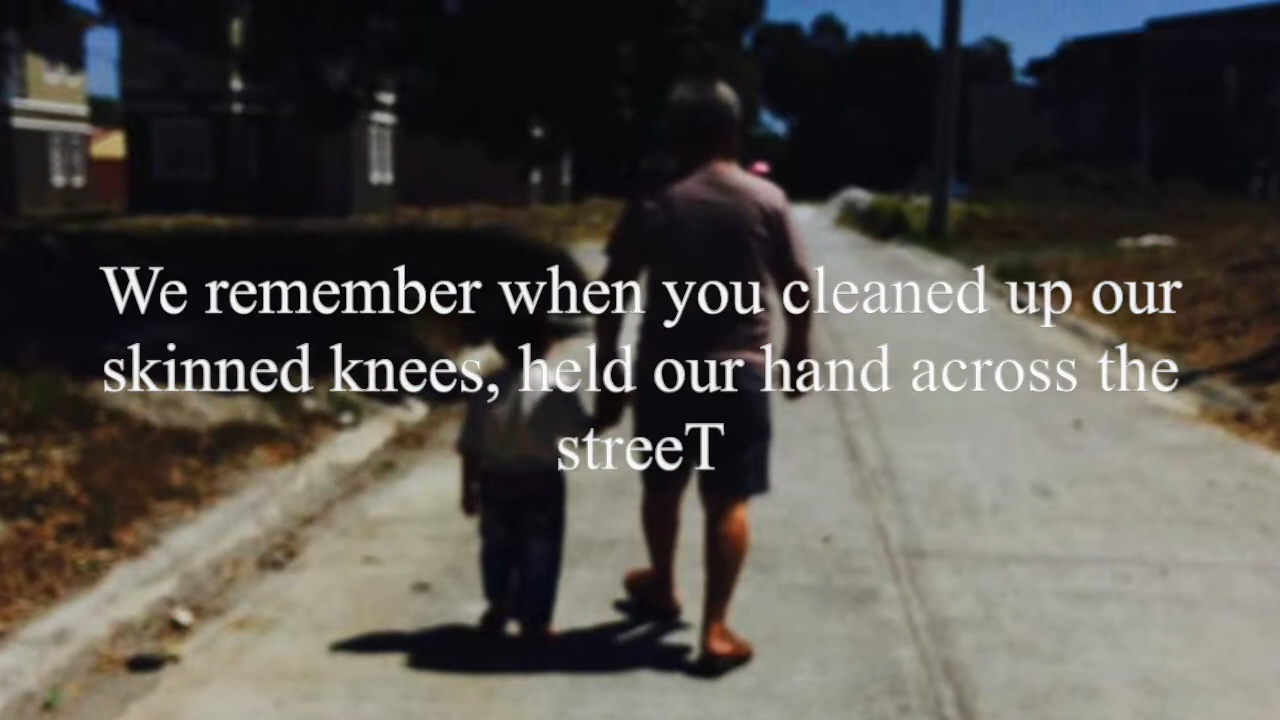 We remember when you cleaned up our
skinned knees, held our hand across the
streeT